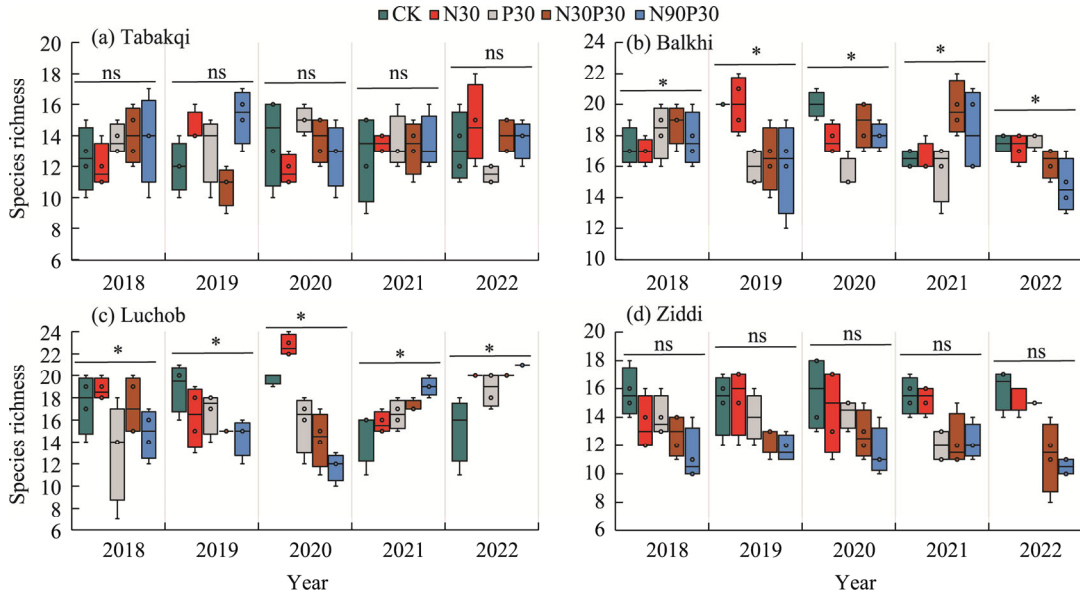 CK N30 P30 N30P30 N90P30
(a) Tabakqi
20
18
16
14
12
10
8
6
ns ns ns ns ns
2018 2019 2020 2021 2022
Species richness
(b) Balkhi
24
22
20
18
16
14
12
10
* * * * *
2018 2019 2020 2021 2022
(c) Luchob
24
22
20
18
16
14
12
10
8
6
* * * * *
2018 2019 2020 2021 2022
Species richness
Year
(d) Ziddi
20
18
16
14
12
10
8
6
ns ns ns ns ns
2018 2019 2020 2021 2022
Species richness
Year